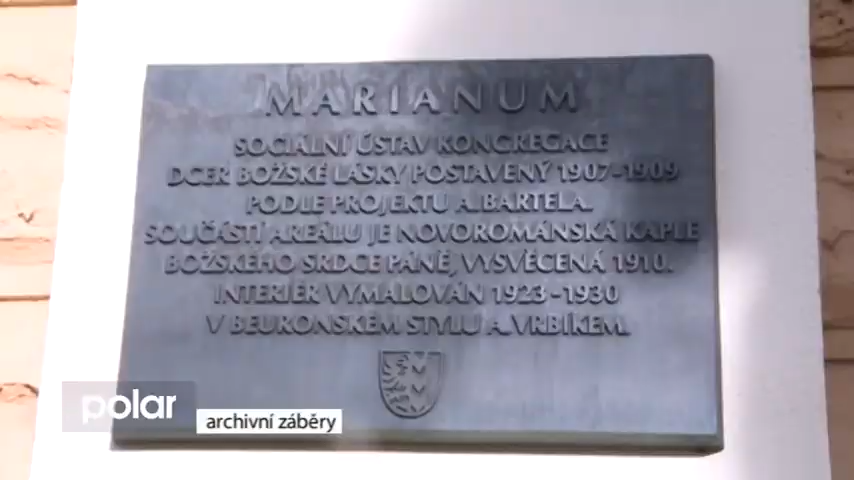 MARIANUM
SOCIÁLNÍ ÚSTAV KONGREGACE
DCER BOŽSKÉ LÁSKY POSTAVENÝ 1907-1909
PODLE PROJEKTU A.BARTELA.
SOUČÁSTÍ AREÁLU JE NOVOROMÁNSKÁ KAPLE
BOŽSKÉHO SRDCE PÁNĚ, VYSVĚCENÁ 1910.
INTERIÉR VYMALOVÁN 1923-1930
V BEURONSKÉM STYLU A.VRBÍKEM.
polar
archivní záběry